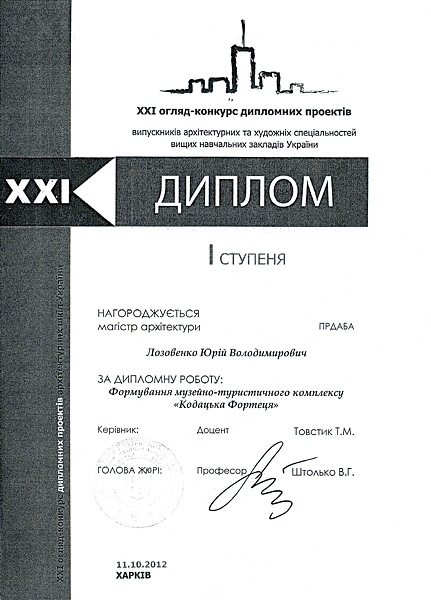 XXI огляд-конкурс дипломних проектів
випускників архітектурних та художніх спеціальностей
вищих навчальних закладів України
XXI
ДИПЛОМ
I СТУПЕНЯ
НАГОРОДЖУЄТЬСЯ
магістр архітектури ПРДАБА
Лозовенко Юрій Володимирович
ЗА ДИПЛОМНУ РОБОТУ:
Формування музейно-туристичного комплексу
«Кодацька Фортеця»
Керівник: Доцент Товстик Т.М.
ГОЛОВА ЖЮРІ: Професор Штолько В.Г.
11.10.2012
ХАРКІВ
XXI огляд-конкурс дипломних проектів архітектурних шкіл України